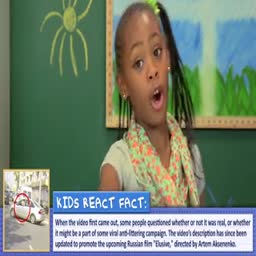 KIDS REACT FACT:
When the video first came out, some people questioned whether or not it was real, or whether
it might be a part of some viral anti-littering campaign. The video's description has since been
updated to promote the upcoming Russian film "Elusive," directed by Artem Aksenenko.